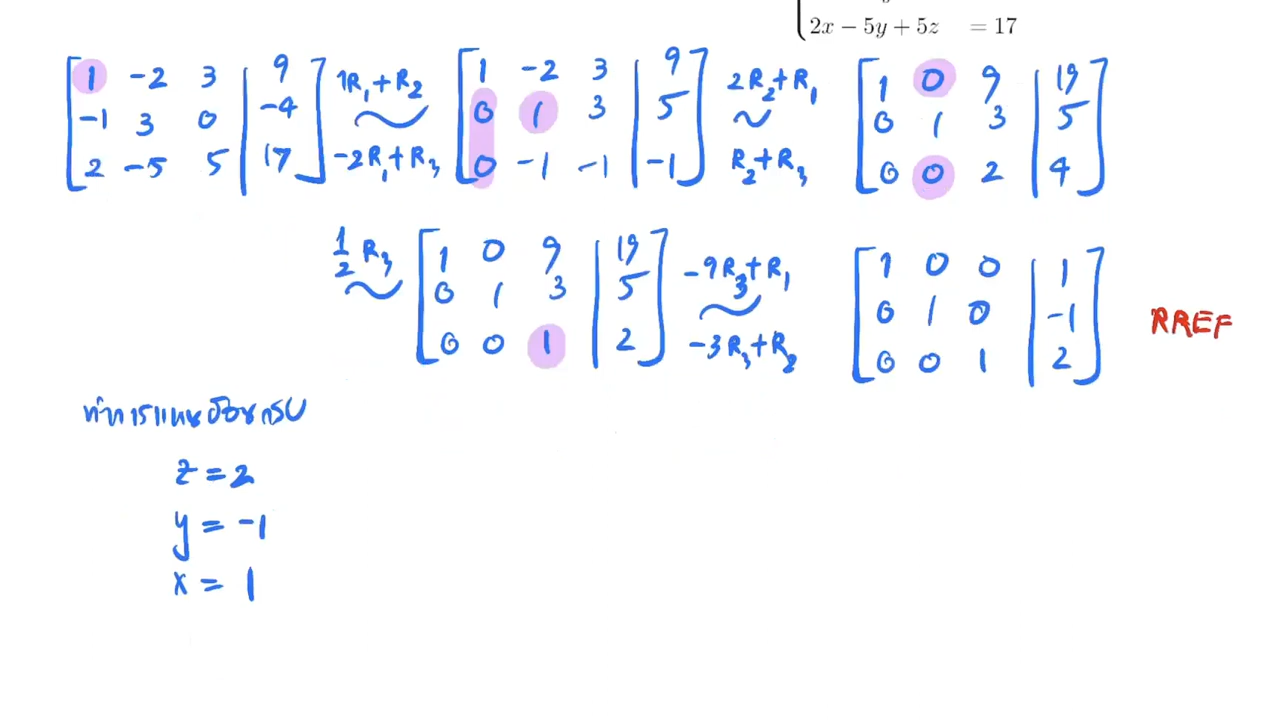 2x − 5y + 5z = 17
1 -2 3 | 9
-1 3 0 | -4
2 -5 5 | 17
1R₁+R₂
~
-2R₁+R₃
1 -2 3 | 9
0 1 3 | 5
0 -1 -1 | -1
2R₂+R₁
~
R₂+R₃
1 0 9 | 19
0 1 3 | 5
0 0 2 | 4
1/2 R₃
~
1 0 9 | 19
0 1 3 | 5
0 0 1 | 2
-9R₃+R₁
~
-3R₃+R₂
1 0 0 | 1
0 1 0 | -1
0 0 1 | 2
RREF
z = 2
y = -1
x = 1